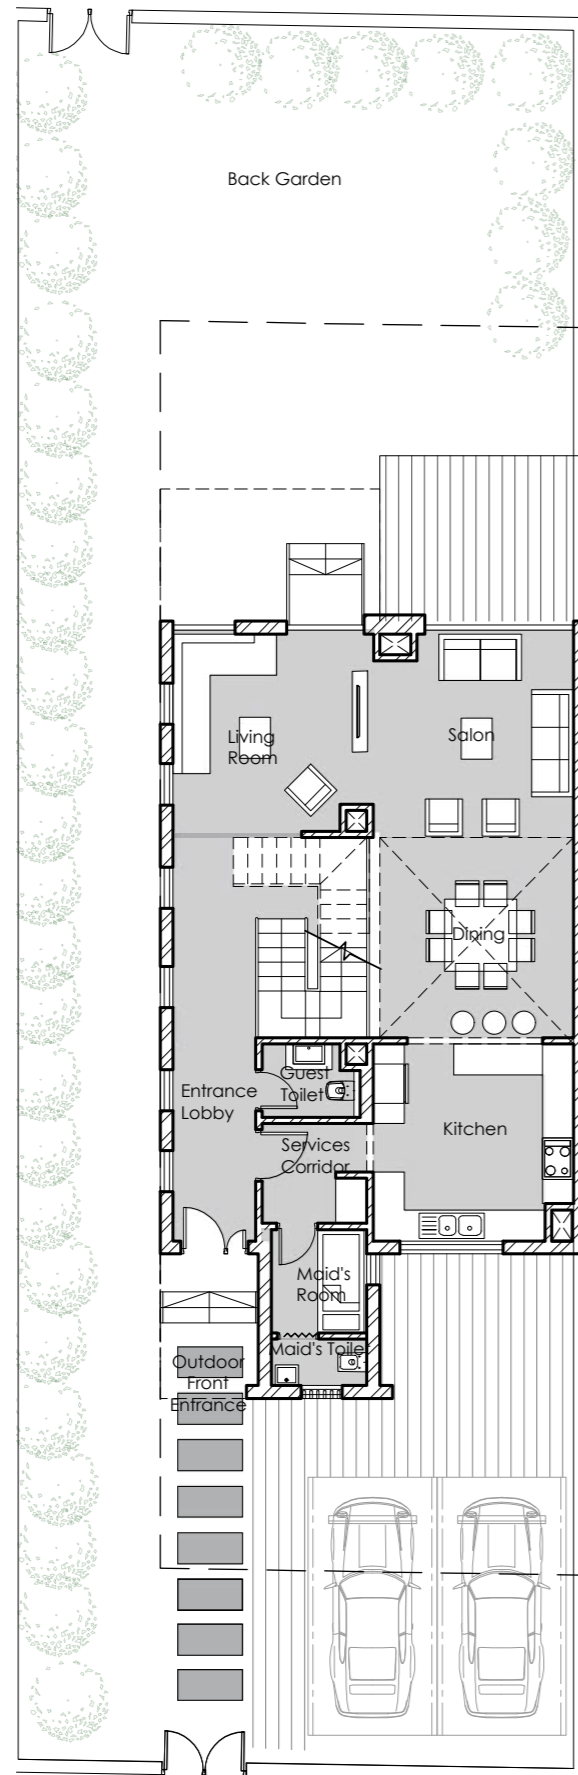 Back Garden
Living
Room
Salon
Dining
Guest
Toilet
Entrance
Lobby
Services
Corridor
Kitchen
Maid's
Room
Maid's Toilet
Outdoor
Front
Entrance